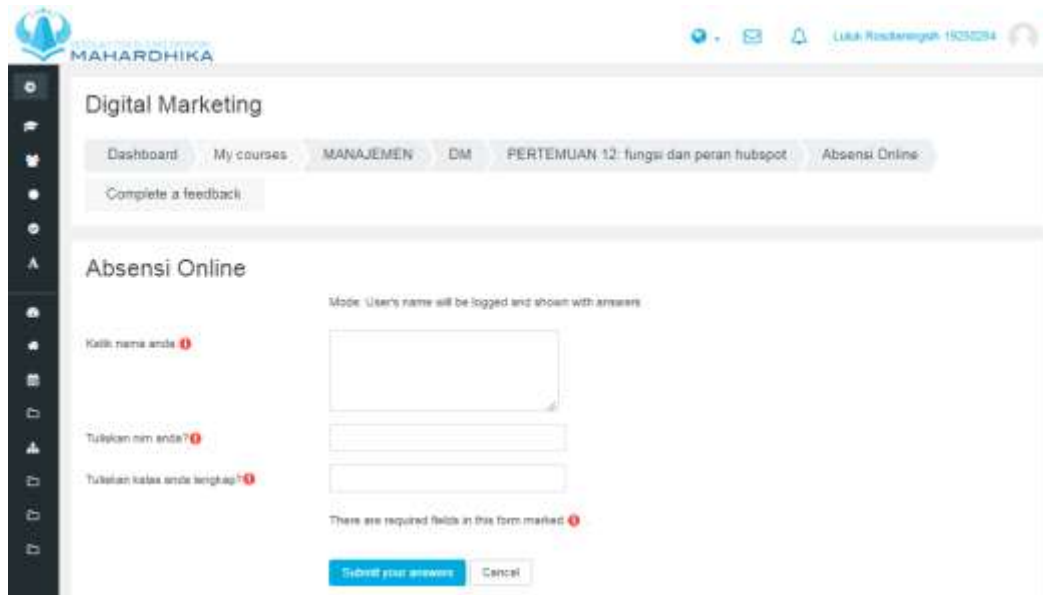 MAHARDHIKA
Digital Marketing
Dashboard My courses MANAJEMEN DM PERTEMUAN 12: fungsi dan peran hubspot Absensi Online
Complete a feedback
Absensi Online
Mode: User's name will be logged and shown with answers
Ketik nama anda
Tuliskan nim anda?
Tuliskan kelas anda lengkap?
There are required fields in this form marked
Submit your answers Cancel